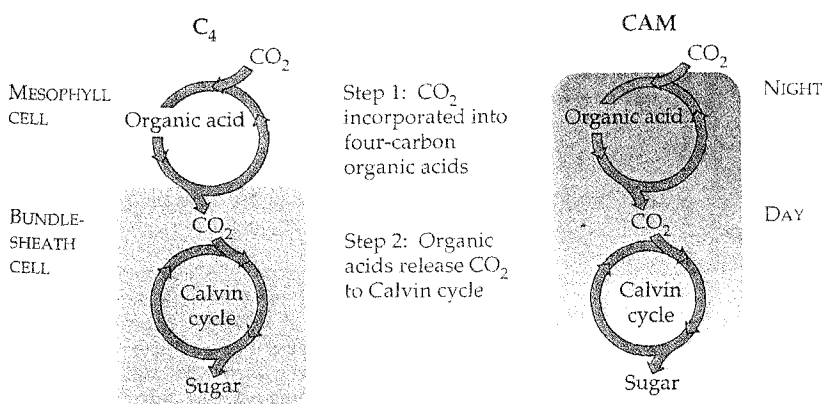 C4
CO2
MESOPHYLL
CELL
Organic acid
BUNDLE-
SHEATH
CELL
CO2
Calvin
cycle
Sugar
Step 1: CO2
incorporated into
four-carbon
organic acids
Step 2: Organic
acids release CO2
to Calvin cycle
CAM
CO2
NIGHT
Organic acid
CO2
DAY
Calvin
cycle
Sugar